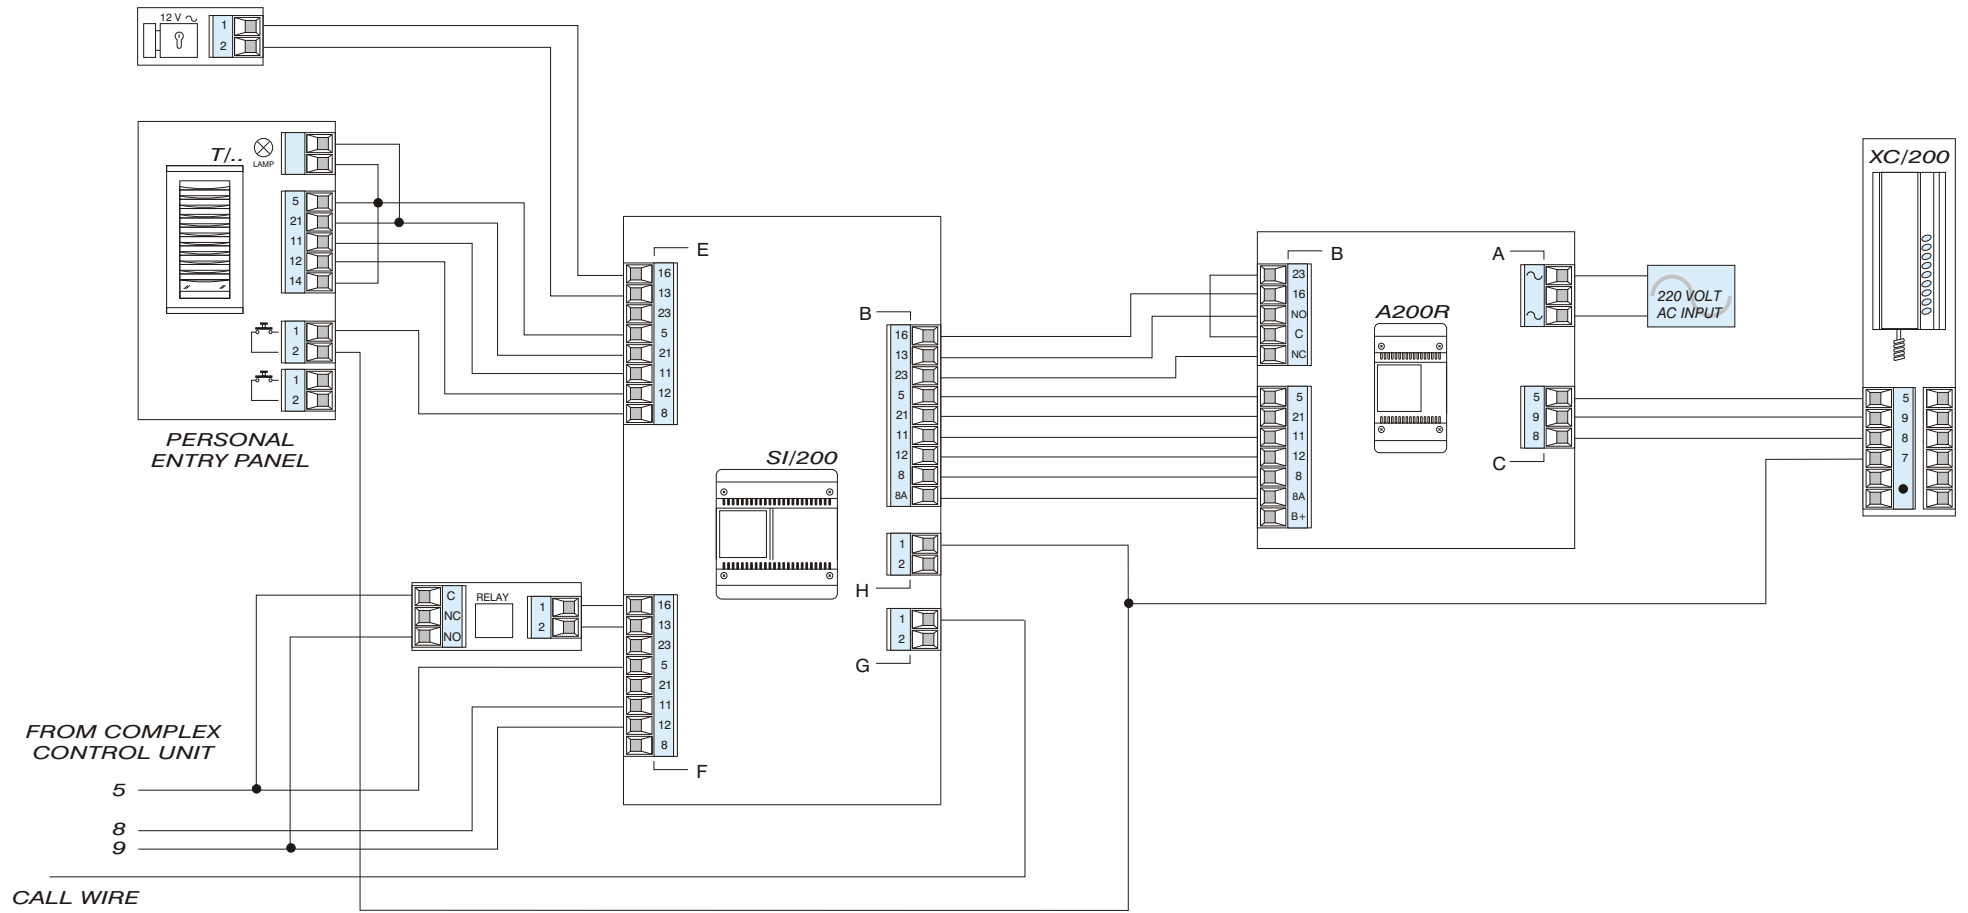 12 V
1
2
T/..
LAMP
5
21
11
12
14
1
2
1
2
PERSONAL
ENTRY PANEL
E
16
13
23
5
21
11
12
8
SI/200
B
16
13
23
5
21
11
12
8
8A
1
2
H
1
2
G
C
NC
NO
RELAY
1
2
16
13
23
5
21
11
12
8
F
FROM COMPLEX
CONTROL UNIT
5
8
9
CALL WIRE
B
23
16
NO
C
NC
5
21
11
12
8
8A
B+
A200R
A
220 VOLT
AC INPUT
5
9
8
C
XC/200
5
9
8
7